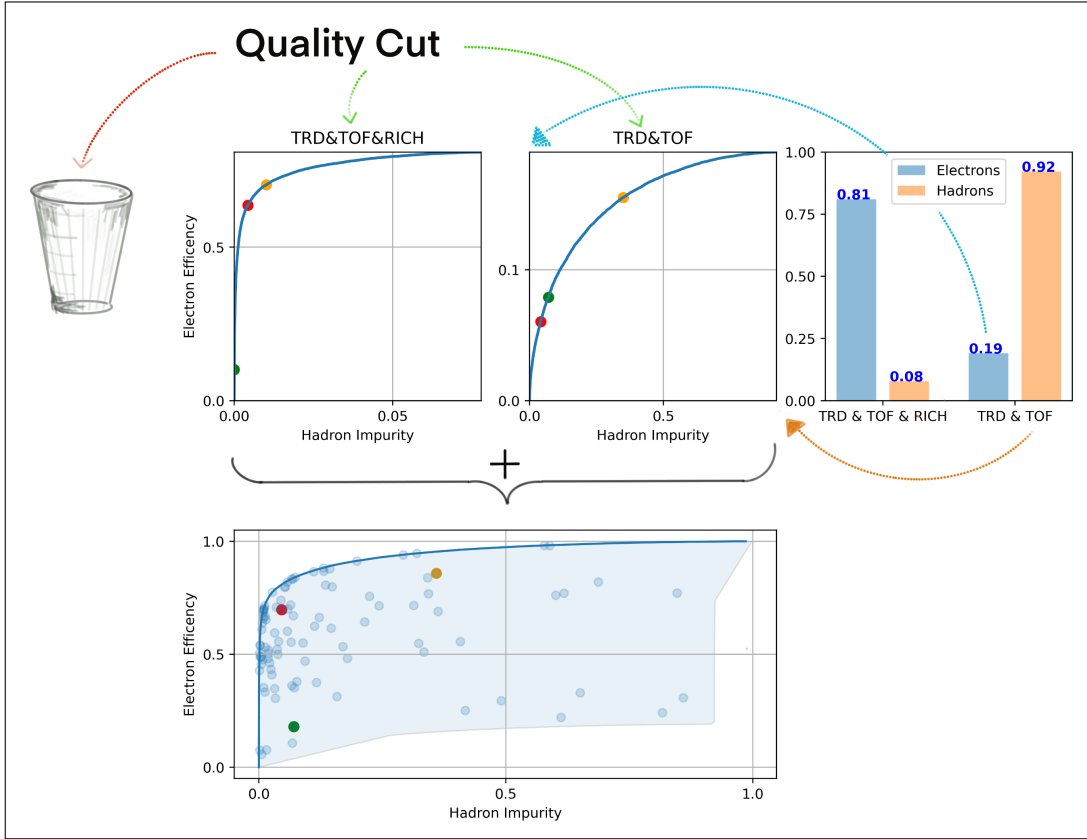 Quality Cut
TRD&TOF&RICH
TRD&TOF
Electron Efficency
0.5
0.0
0.00
0.05
Hadron Impurity
0.1
0.0
0.0
0.5
Hadron Impurity
1.00
0.75
0.50
0.25
0.00
Electrons
Hadrons
0.81
0.08
0.19
0.92
TRD & TOF & RICH
TRD & TOF
+
Electron Efficency
1.0
0.5
0.0
0.0
0.5
1.0
Hadron Impurity